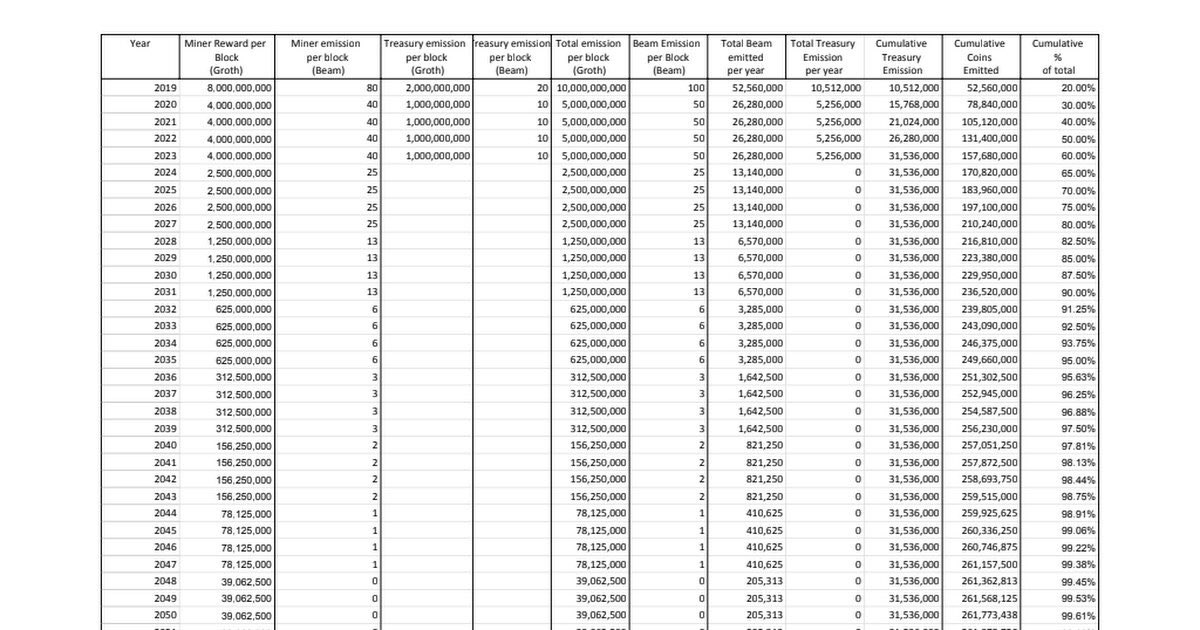 Year Miner Reward per Block (Groth) Miner emission per block (Beam) Treasury emission per block (Groth) reasury emission per block (Beam) Total emission per block (Groth) Beam Emission per Block (Beam) Total Beam emitted per year Total Treasury Emission per year Cumulative Treasury Emission Cumulative Coins Emitted Cumulative % of total
2019 8,000,000,000 80 2,000,000,000 20 10,000,000,000 100 52,560,000 10,512,000 10,512,000 52,560,000 20.00%
2020 4,000,000,000 40 1,000,000,000 10 5,000,000,000 50 26,280,000 5,256,000 15,768,000 78,840,000 30.00%
2021 4,000,000,000 40 1,000,000,000 10 5,000,000,000 50 26,280,000 5,256,000 21,024,000 105,120,000 40.00%
2022 4,000,000,000 40 1,000,000,000 10 5,000,000,000 50 26,280,000 5,256,000 26,280,000 131,400,000 50.00%
2023 4,000,000,000 40 1,000,000,000 10 5,000,000,000 50 26,280,000 5,256,000 31,536,000 157,680,000 60.00%
2024 2,500,000,000 25 2,500,000,000 25 13,140,000 0 31,536,000 170,820,000 65.00%
2025 2,500,000,000 25 2,500,000,000 25 13,140,000 0 31,536,000 183,960,000 70.00%
2026 2,500,000,000 25 2,500,000,000 25 13,140,000 0 31,536,000 197,100,000 75.00%
2027 2,500,000,000 25 2,500,000,000 25 13,140,000 0 31,536,000 210,240,000 80.00%
2028 1,250,000,000 13 1,250,000,000 13 6,570,000 0 31,536,000 216,810,000 82.50%
2029 1,250,000,000 13 1,250,000,000 13 6,570,000 0 31,536,000 223,380,000 85.00%
2030 1,250,000,000 13 1,250,000,000 13 6,570,000 0 31,536,000 229,950,000 87.50%
2031 1,250,000,000 13 1,250,000,000 13 6,570,000 0 31,536,000 236,520,000 90.00%
2032 625,000,000 6 625,000,000 6 3,285,000 0 31,536,000 239,805,000 91.25%
2033 625,000,000 6 625,000,000 6 3,285,000 0 31,536,000 243,090,000 92.50%
2034 625,000,000 6 625,000,000 6 3,285,000 0 31,536,000 246,375,000 93.75%
2035 625,000,000 6 625,000,000 6 3,285,000 0 31,536,000 249,660,000 95.00%
2036 312,500,000 3 312,500,000 3 1,642,500 0 31,536,000 251,302,500 95.63%
2037 312,500,000 3 312,500,000 3 1,642,500 0 31,536,000 252,945,000 96.25%
2038 312,500,000 3 312,500,000 3 1,642,500 0 31,536,000 254,587,500 96.88%
2039 312,500,000 3 312,500,000 3 1,642,500 0 31,536,000 256,230,000 97.50%
2040 156,250,000 2 156,250,000 2 821,250 0 31,536,000 257,051,250 97.81%
2041 156,250,000 2 156,250,000 2 821,250 0 31,536,000 257,872,500 98.13%
2042 156,250,000 2 156,250,000 2 821,250 0 31,536,000 258,693,750 98.44%
2043 156,250,000 2 156,250,000 2 821,250 0 31,536,000 259,515,000 98.75%
2044 78,125,000 1 78,125,000 1 410,625 0 31,536,000 259,925,625 98.91%
2045 78,125,000 1 78,125,000 1 410,625 0 31,536,000 260,336,250 99.06%
2046 78,125,000 1 78,125,000 1 410,625 0 31,536,000 260,746,875 99.22%
2047 78,125,000 1 78,125,000 1 410,625 0 31,536,000 261,157,500 99.38%
2048 39,062,500 0 39,062,500 0 205,313 0 31,536,000 261,362,813 99.45%
2049 39,062,500 0 39,062,500 0 205,313 0 31,536,000 261,568,125 99.53%
2050 39,062,500 0 39,062,500 0 205,313 0 31,536,000 261,773,438 99.61%